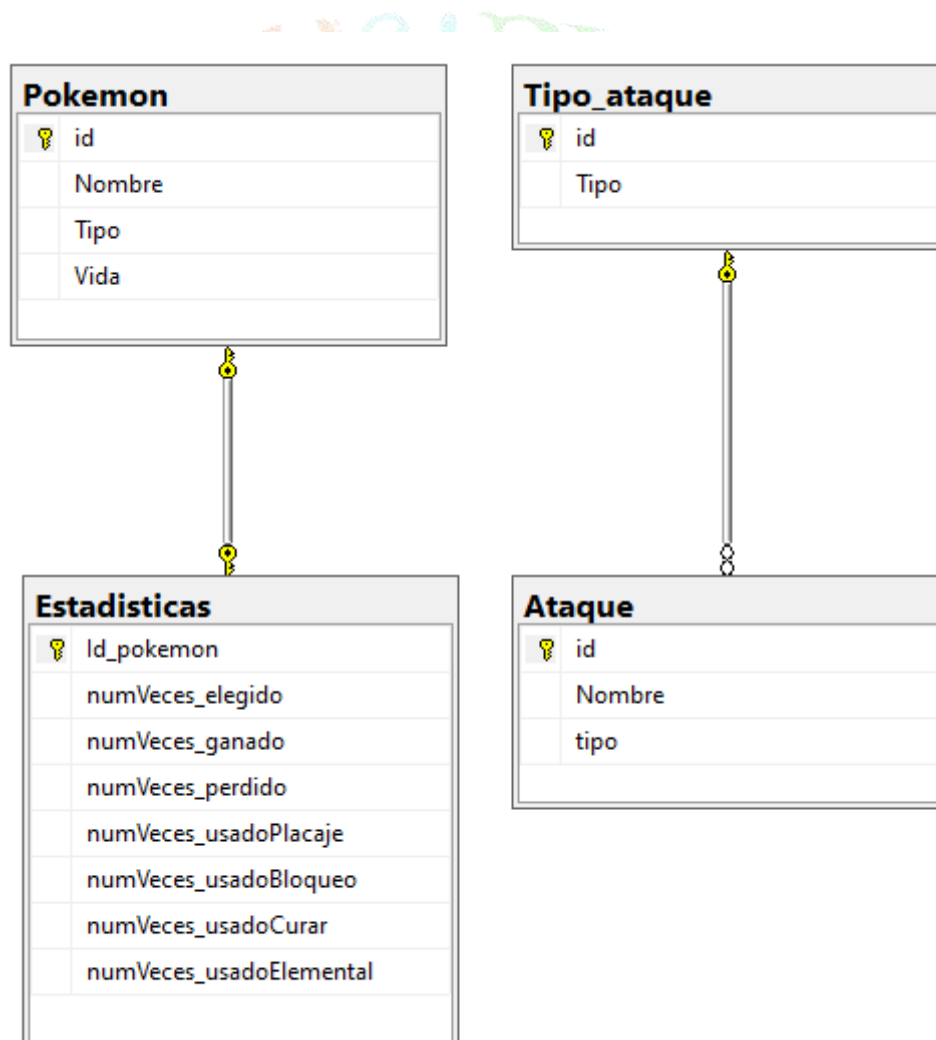 Pokemon
id
Nombre
Tipo
Vida
Tipo_ataque
id
Tipo
Estadisticas
Id_pokemon
numVeces_elegido
numVeces_ganado
numVeces_perdido
numVeces_usadoPlacaje
numVeces_usadoBloqueo
numVeces_usadoCurar
numVeces_usadoElemental
Ataque
id
Nombre
tipo